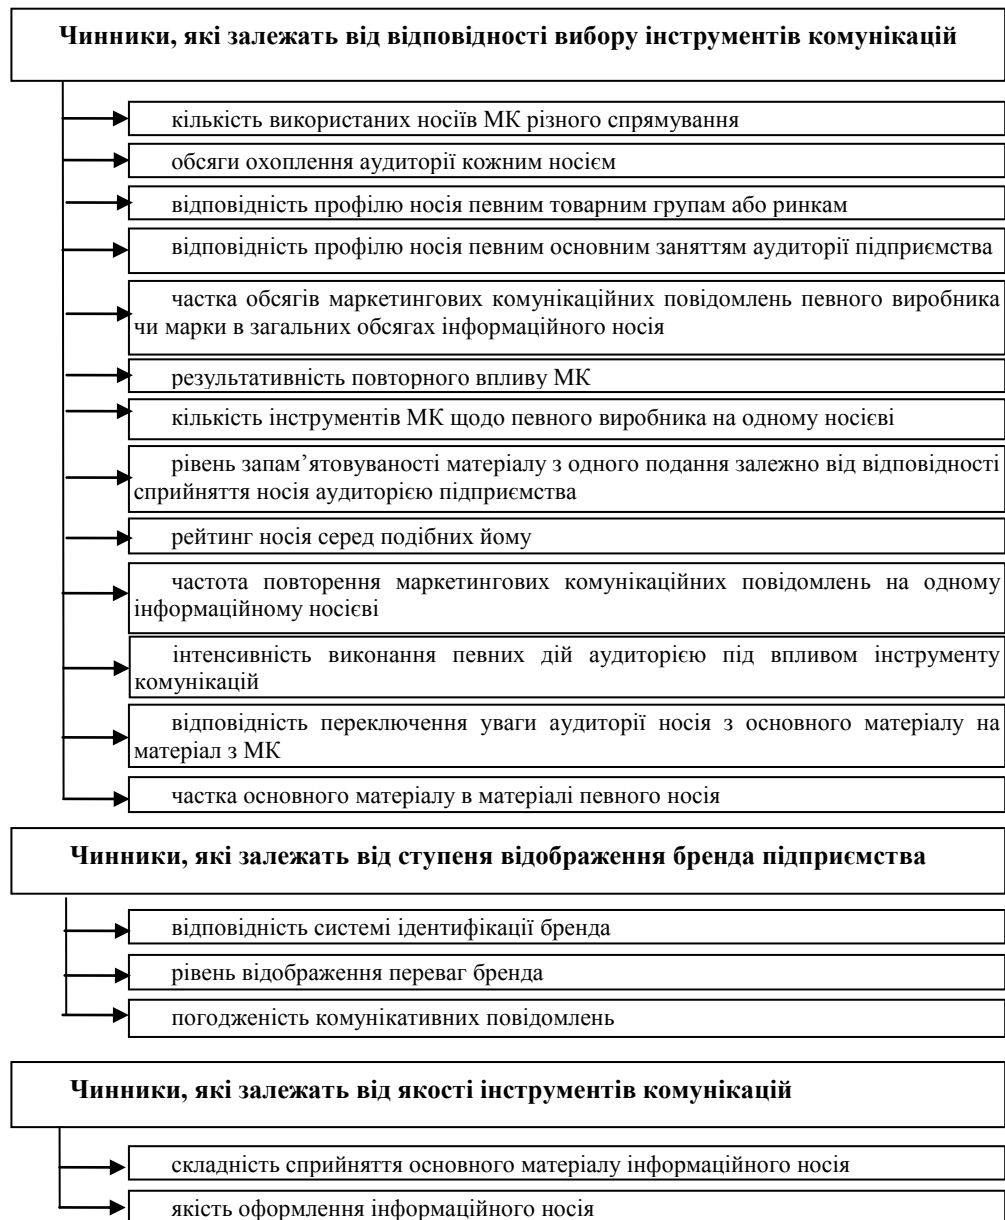 Чинники, які залежать від відповідності вибору інструментів комунікацій
кількість використаних носіїв МК різного спрямування
обсяги охоплення аудиторії кожним носієм
відповідність профілю носія певним товарним групам або ринкам
відповідність профілю носія певним основним заняттям аудиторії підприємства
частка обсягів маркетингових комунікаційних повідомлень певного виробника
чи марки в загальних обсягах інформаційного носія
результативність повторного впливу МК
кількість інструментів МК щодо певного виробника на одному носієві
рівень запам’ятовуваності матеріалу з одного подання залежно від відповідності
сприйняття носія аудиторією підприємства
рейтинг носія серед подібних йому
частота повторення маркетингових комунікаційних повідомлень на одному
інформаційному носієві
інтенсивність виконання певних дій аудиторією під впливом інструменту
комунікацій
відповідність переключення уваги аудиторії носія з основного матеріалу на
матеріал з МК
частка основного матеріалу в матеріалі певного носія
Чинники, які залежать від ступеня відображення бренда підприємства
відповідність системі ідентифікації бренда
рівень відображення переваг бренда
погодженість комунікативних повідомлень
Чинники, які залежать від якості інструментів комунікацій
складність сприйняття основного матеріалу інформаційного носія
якість оформлення інформаційного носія